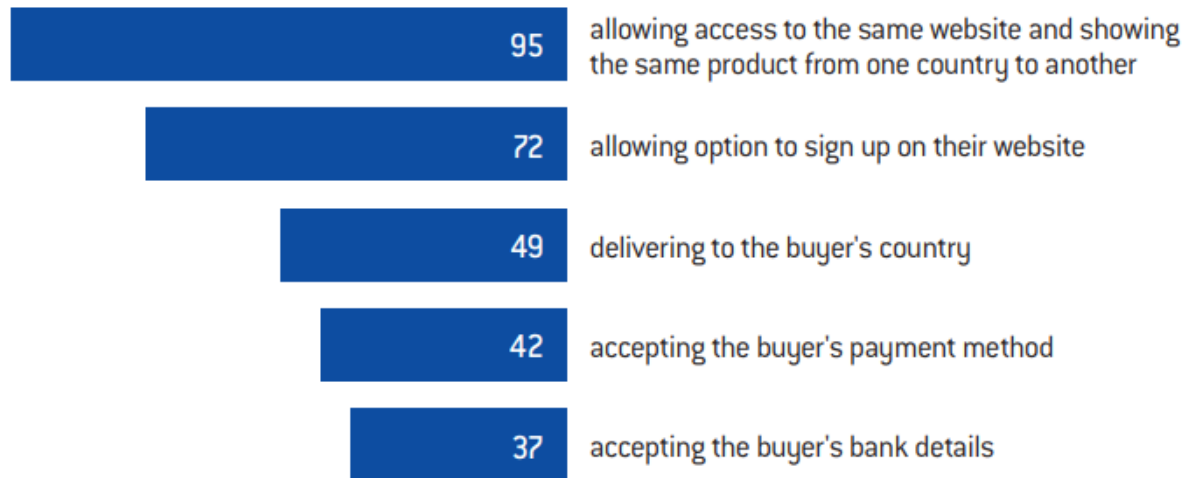 95
allowing access to the same website and showing
the same product from one country to another
72
allowing option to sign up on their website
49
delivering to the buyer's country
42
accepting the buyer's payment method
37
accepting the buyer's bank details